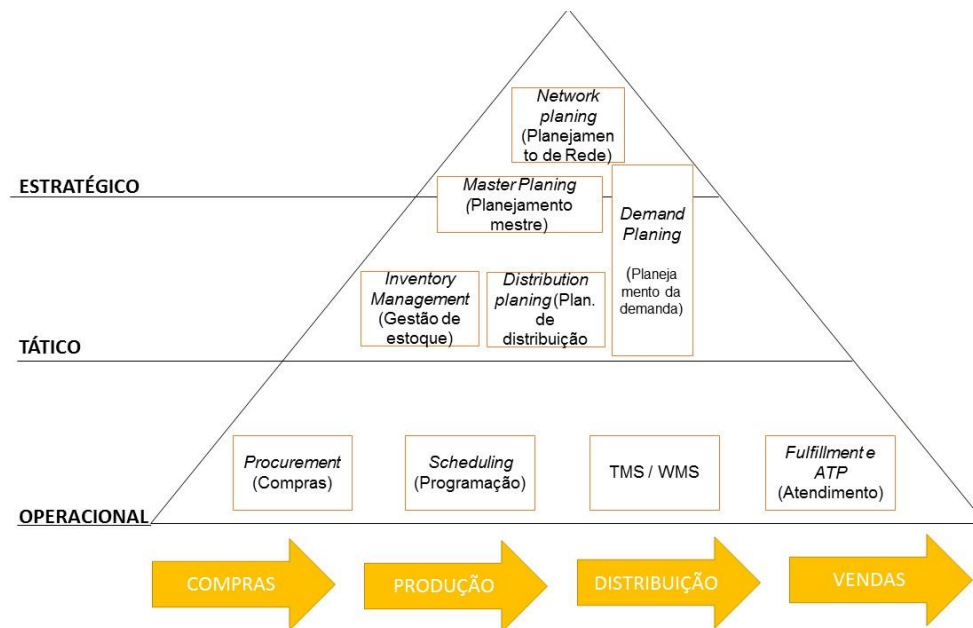 Network
planing
(Planejame
nto de Rede)
ESTRATÉGICO
Master Planing
(Planejamento
mestre)
Demand
Planing
(Planeja
mento da
demanda)
Inventory
Management
(Gestão de
estoque)
Distribution
planing (Plan.
de
distribuição
TÁTICO
Procurement
(Compras)
Scheduling
(Programação)
TMS / WMS
Fulfillment e
ATP
(Atendimento)
OPERACIONAL
COMPRAS
PRODUÇÃO
DISTRIBUIÇÃO
VENDAS